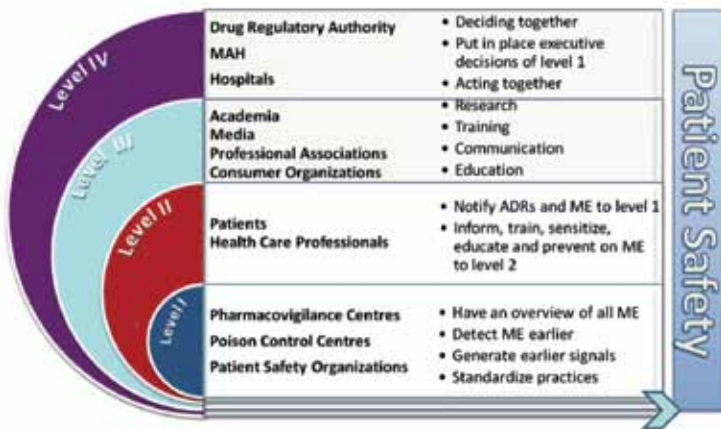 Level IV
Drug Regulatory Authority
MAH
Hospitals
• Deciding together
• Put in place executive
decisions of level 1
• Acting together
Level III
Academia
Media
Professional Associations
Consumer Organizations
• Research
• Training
• Communication
• Education
Level II
Patients
Health Care Professionals
• Notify ADRs and ME to level 1
• Inform, train, sensitize,
educate and prevent on ME
to level 2
Level I
Pharmacovigilance Centres
Poison Control Centres
Patient Safety Organizations
• Have an overview of all ME
• Detect ME earlier
• Generate earlier signals
• Standardize practices
Patient Safety